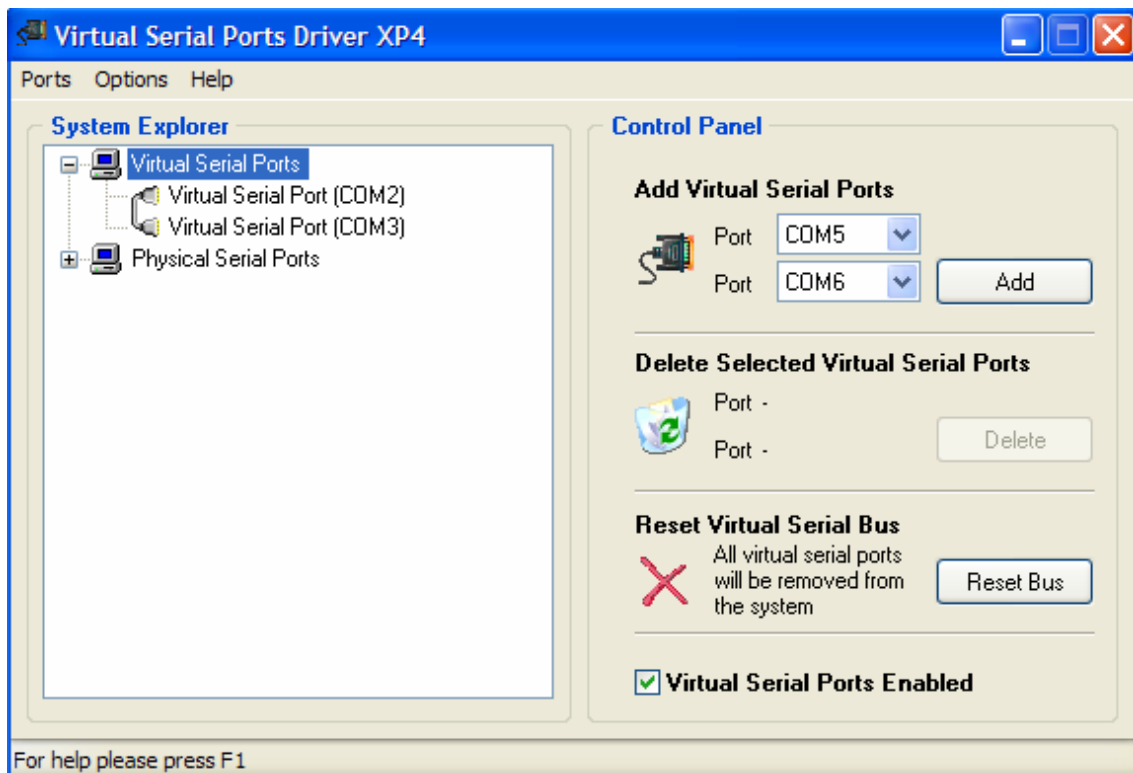 Virtual Serial Ports Driver XP4
Ports Options Help
System Explorer
Virtual Serial Ports
Virtual Serial Port (COM2)
Virtual Serial Port (COM3)
Physical Serial Ports
Control Panel
Add Virtual Serial Ports
Port COM5
Port COM6
Add
Delete Selected Virtual Serial Ports
Port -
Port -
Delete
Reset Virtual Serial Bus
All virtual serial ports
will be removed from
the system
Reset Bus
Virtual Serial Ports Enabled
For help please press F1